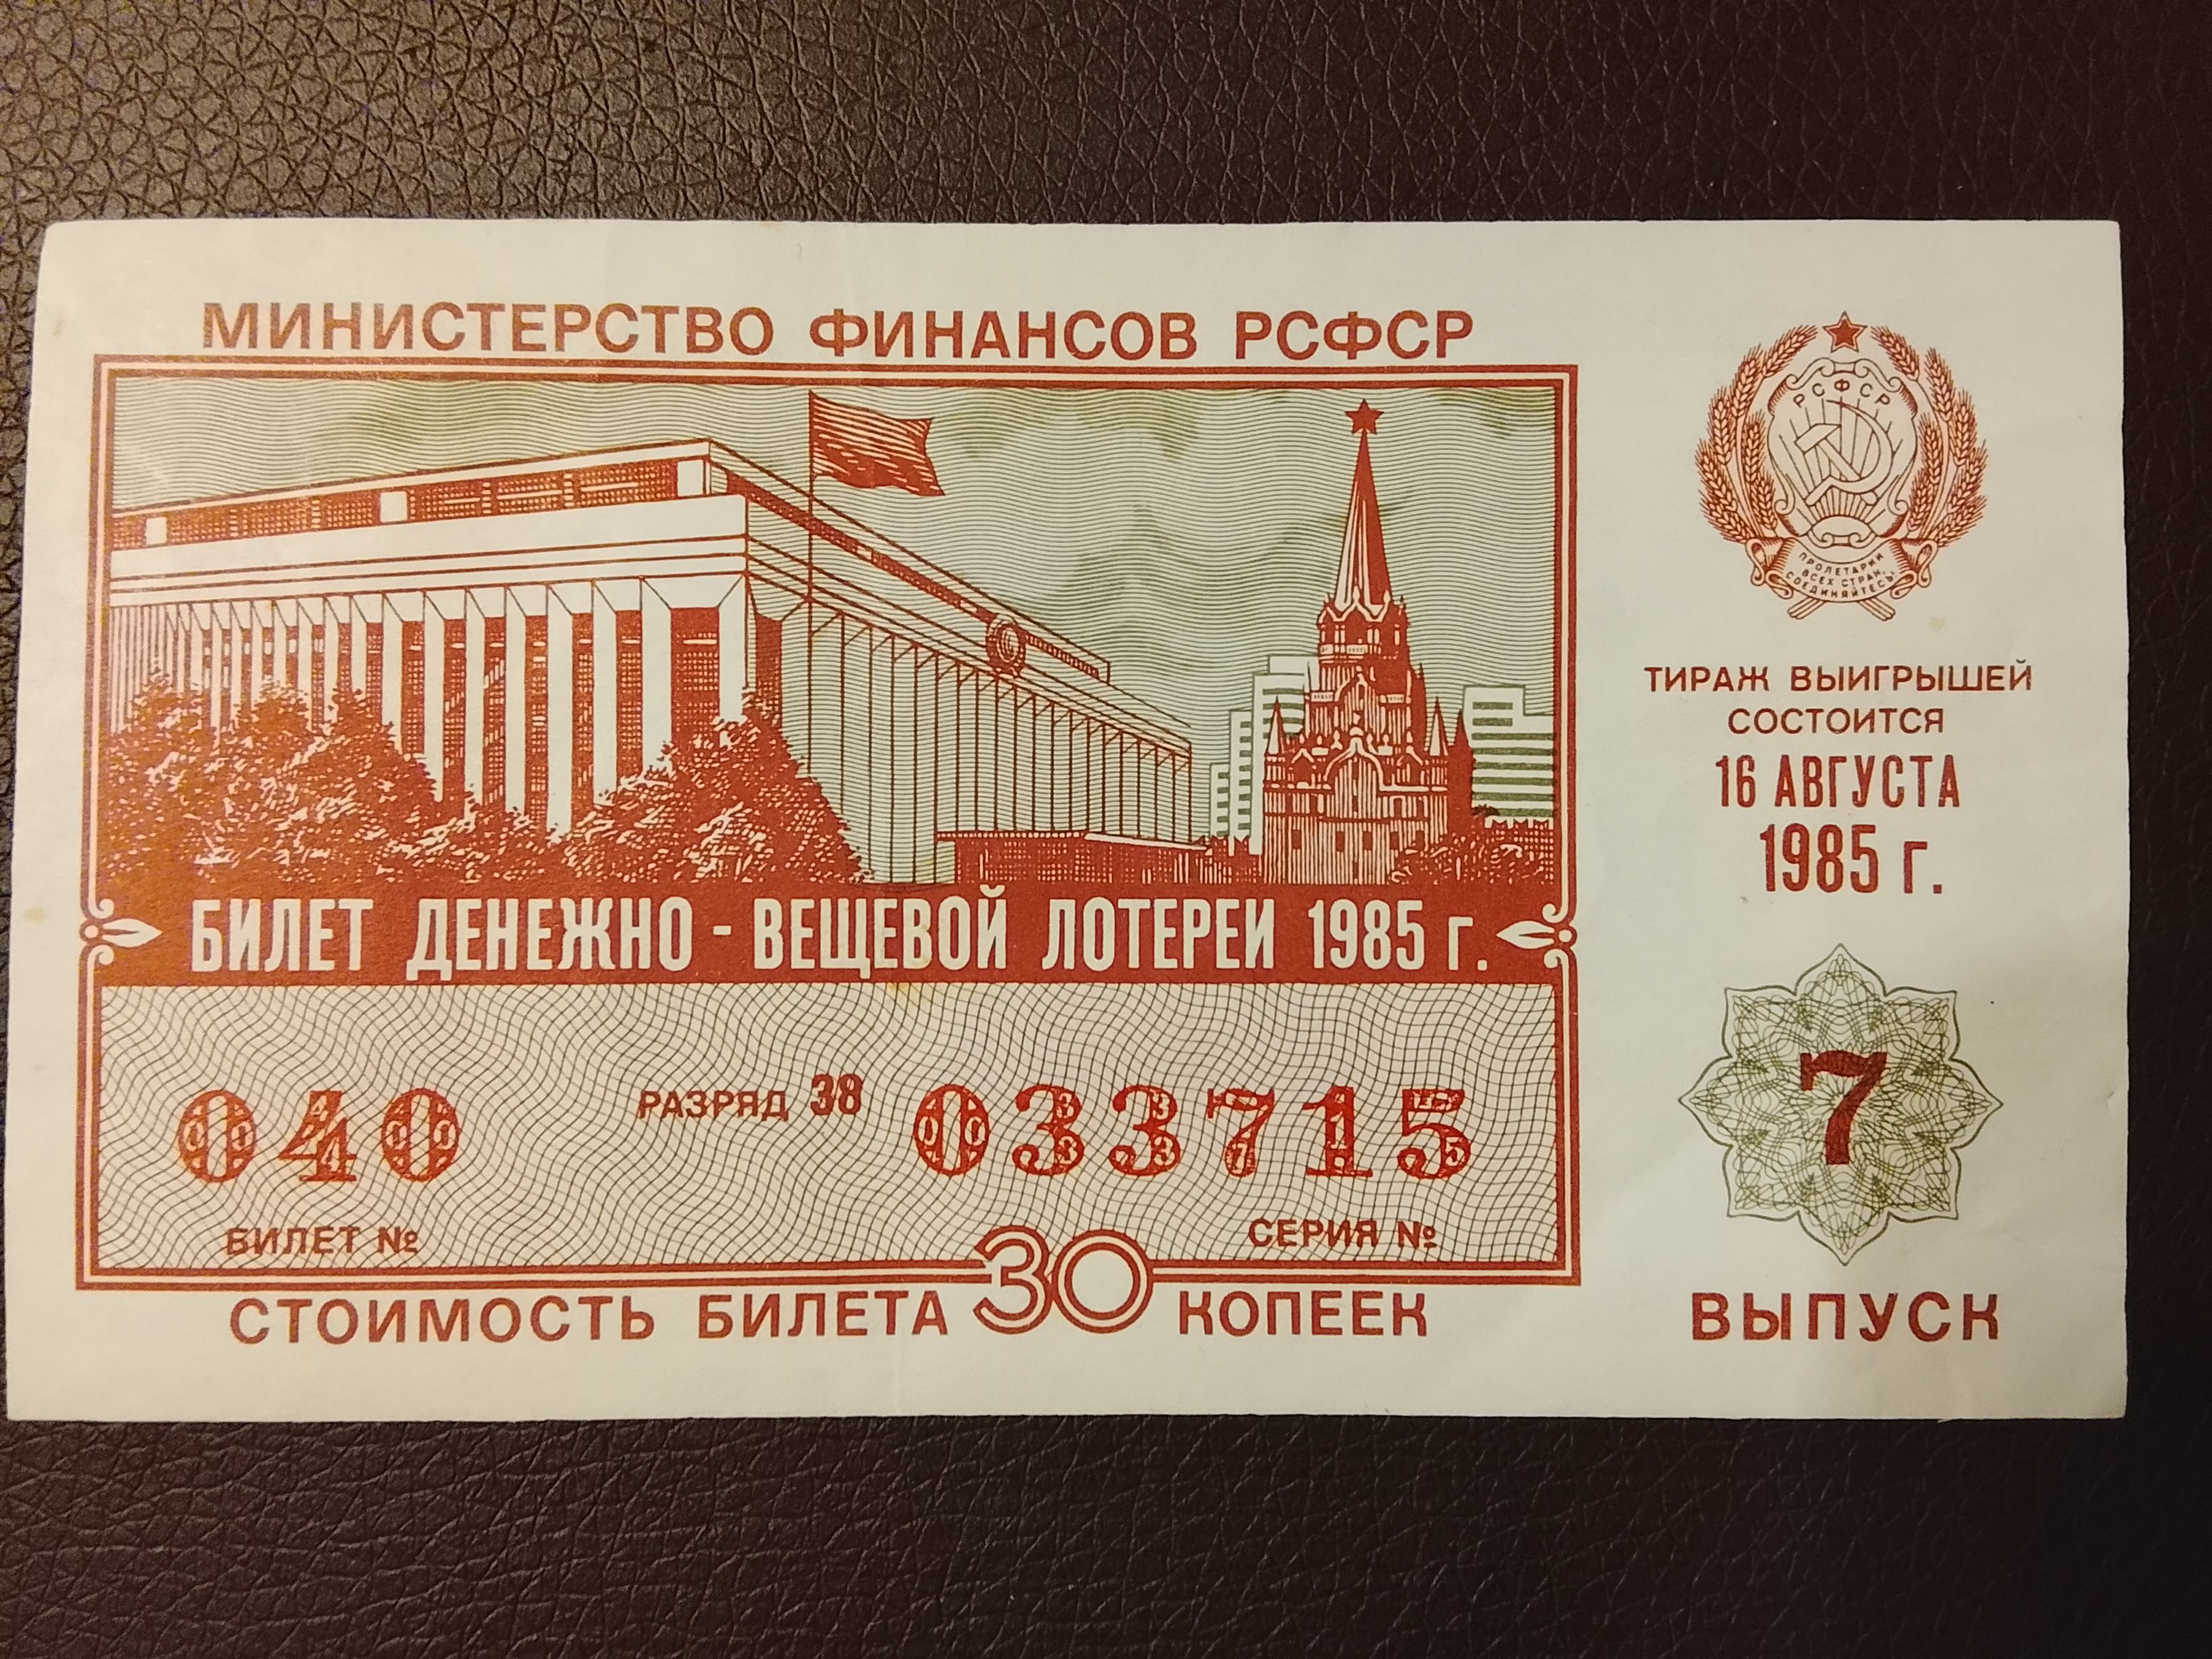 МИНИСТЕРСТВО ФИНАНСОВ РСФСР
БИЛЕТ ДЕНЕЖНО - ВЕЩЕВОЙ ЛОТЕРЕИ 1985 г.
040
РАЗРЯД 38
033715
БИЛЕТ №
СЕРИЯ №
СТОИМОСТЬ БИЛЕТА 30 КОПЕЕК
РСФСР
ПРОЛЕТАРИИ
ВСЕХ СТРАН,
СОЕДИНЯЙТЕСЬ!
ТИРАЖ ВЫИГРЫШЕЙ
СОСТОИТСЯ
16 АВГУСТА
1985 г.
7
ВЫПУСК